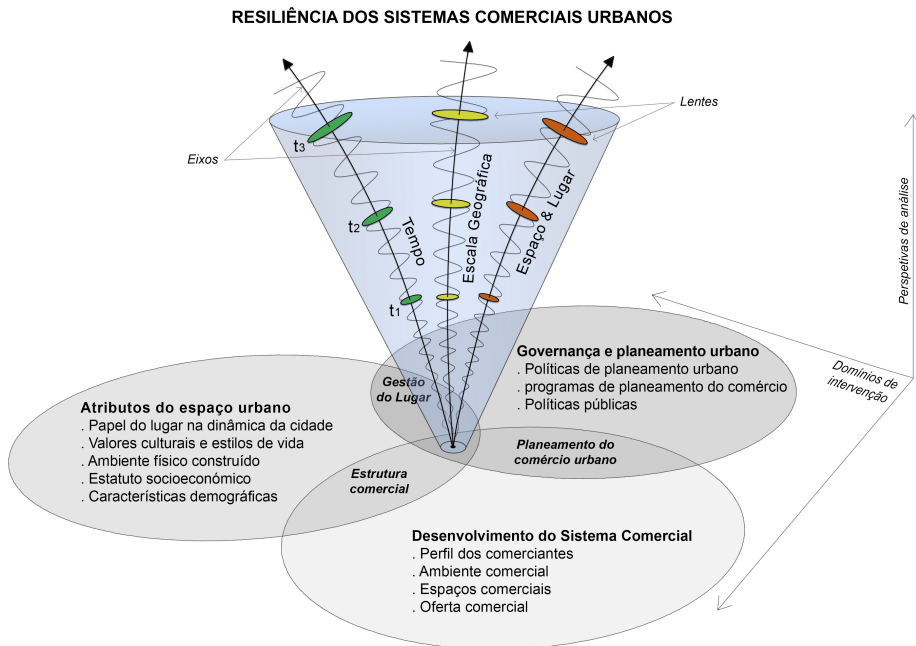 RESILIÊNCIA DOS SISTEMAS COMERCIAIS URBANOS
Lentes
Eixos
t3
t2
t1
Tempo
Escala Geográfica
Espaço & Lugar
Perspetivas de análise
Domínios de
intervenção
Governança e planeamento urbano
. Políticas de planeamento urbano
. programas de planeamento do comércio
. Políticas públicas
Gestão
do Lugar
Atributos do espaço urbano
. Papel do lugar na dinâmica da cidade
. Valores culturais e estilos de vida
. Ambiente físico construído
. Estatuto socioeconómico
. Características demográficas
Planeamento do
comércio urbano
Estrutura
comercial
Desenvolvimento do Sistema Comercial
. Perfil dos comerciantes
. Ambiente comercial
. Espaços comerciais
. Oferta comercial